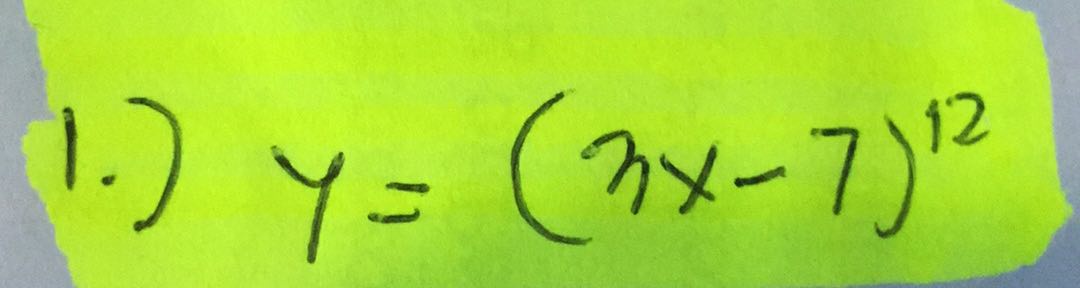 1.) y = (3x - 7)¹²